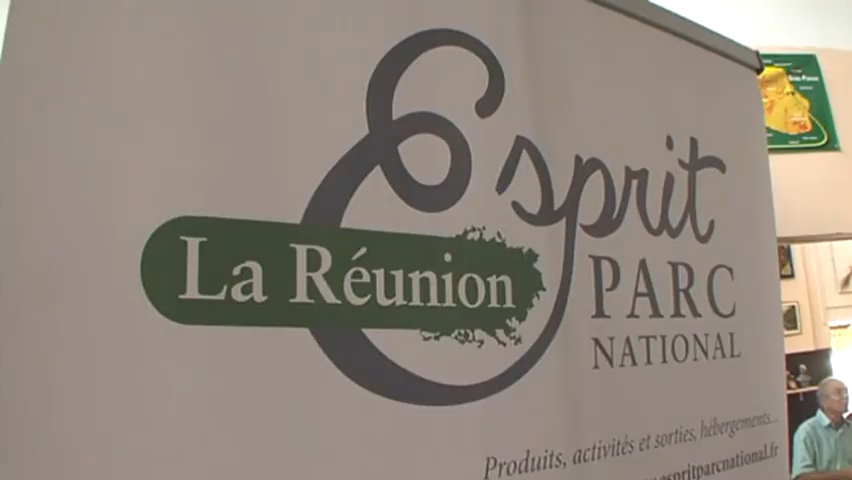 Esprit
La Réunion
PARC
NATIONAL
Produits, activités et sorties, hébergements...
espritparcnational.fr